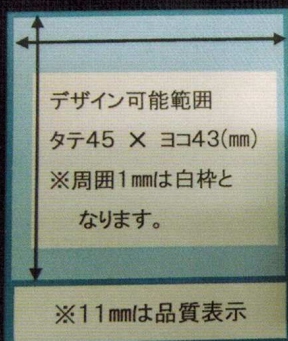 デザイン可能範囲
タテ45 × ヨコ43(㎜)
※周囲1㎜は白枠と
なります。
※11㎜は品質表示